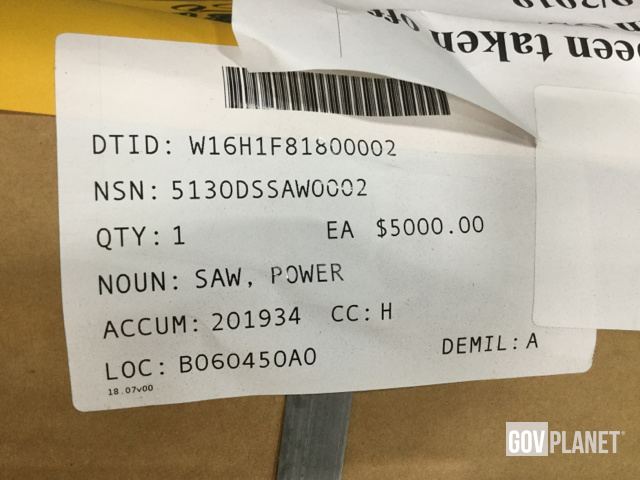 een taken off
DTID: W16H1F81800002
NSN: 5130DSSAW0002
QTY: 1 EA $5000.00
NOUN: SAW, POWER
ACCUM: 201934 CC: H
LOC: B060450A0 DEMIL: A
18.07v00
GOVPLANET